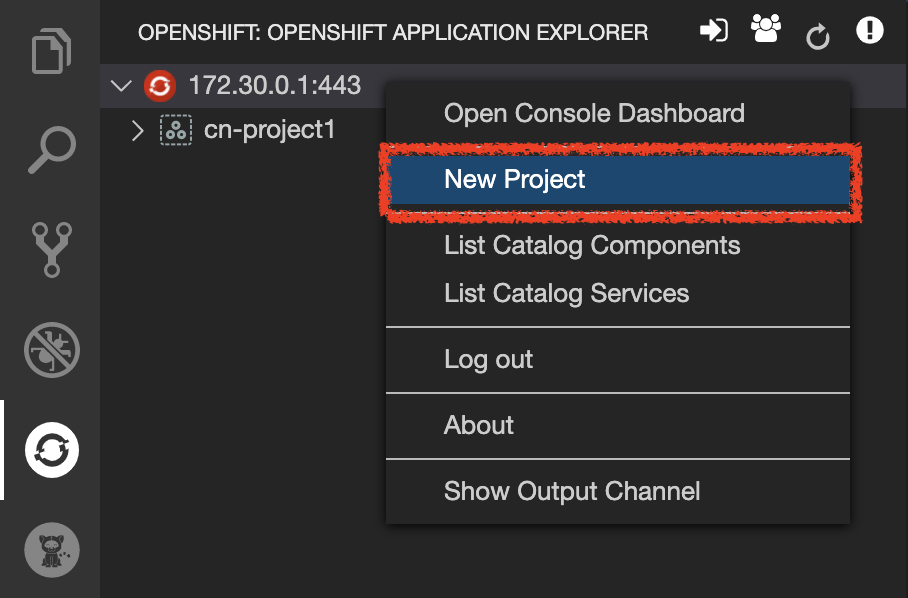 OPENSHIFT: OPENSHIFT APPLICATION EXPLORER
172.30.0.1:443
cn-project1
Open Console Dashboard
New Project
List Catalog Components
List Catalog Services
Log out
About
Show Output Channel